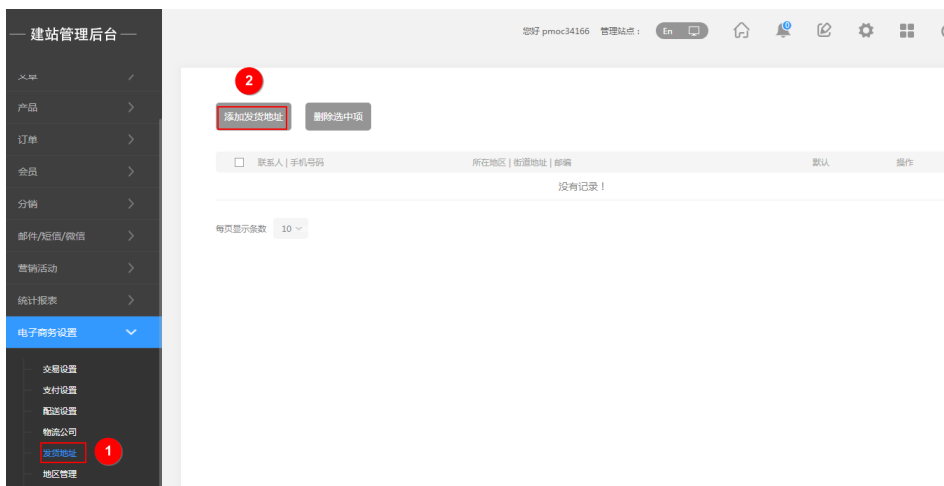 — 建站管理后台 —
您好 pmoc34166 管理站点： En
0
产品
订单
会员
分销
邮件/短信/微信
营销活动
统计报表
电子商务设置
交易设置
支付设置
配送设置
物流公司
发货地址 1
地区管理
2
添加发货地址 删除选中项
联系人 | 手机号码 所在地区 | 街道地址 | 邮编 默认 操作
没有记录！
每页显示条数 10